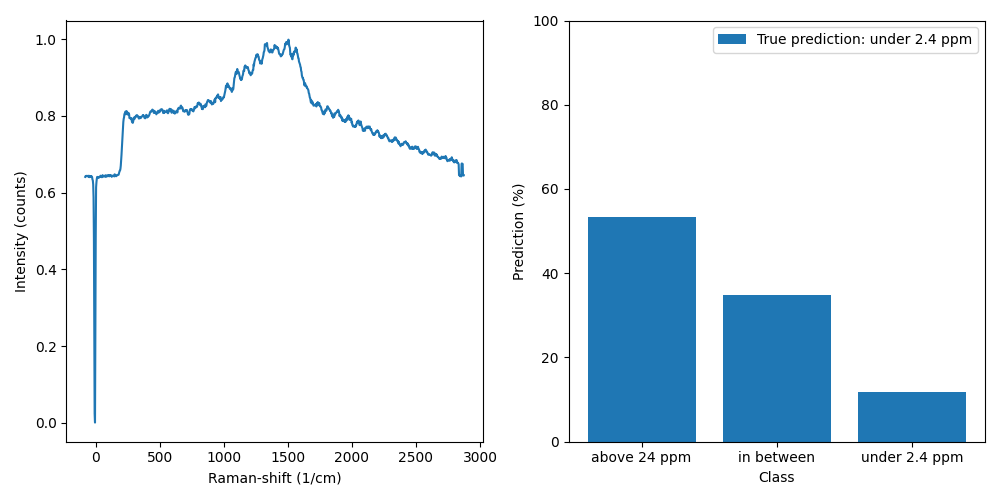 1.0
0.8
0.6
0.4
0.2
0.0
Intensity (counts)
0 500 1000 1500 2000 2500 3000
Raman-shift (1/cm)
100
80
60
40
20
0
Prediction (%)
True prediction: under 2.4 ppm
above 24 ppm in between under 2.4 ppm
Class